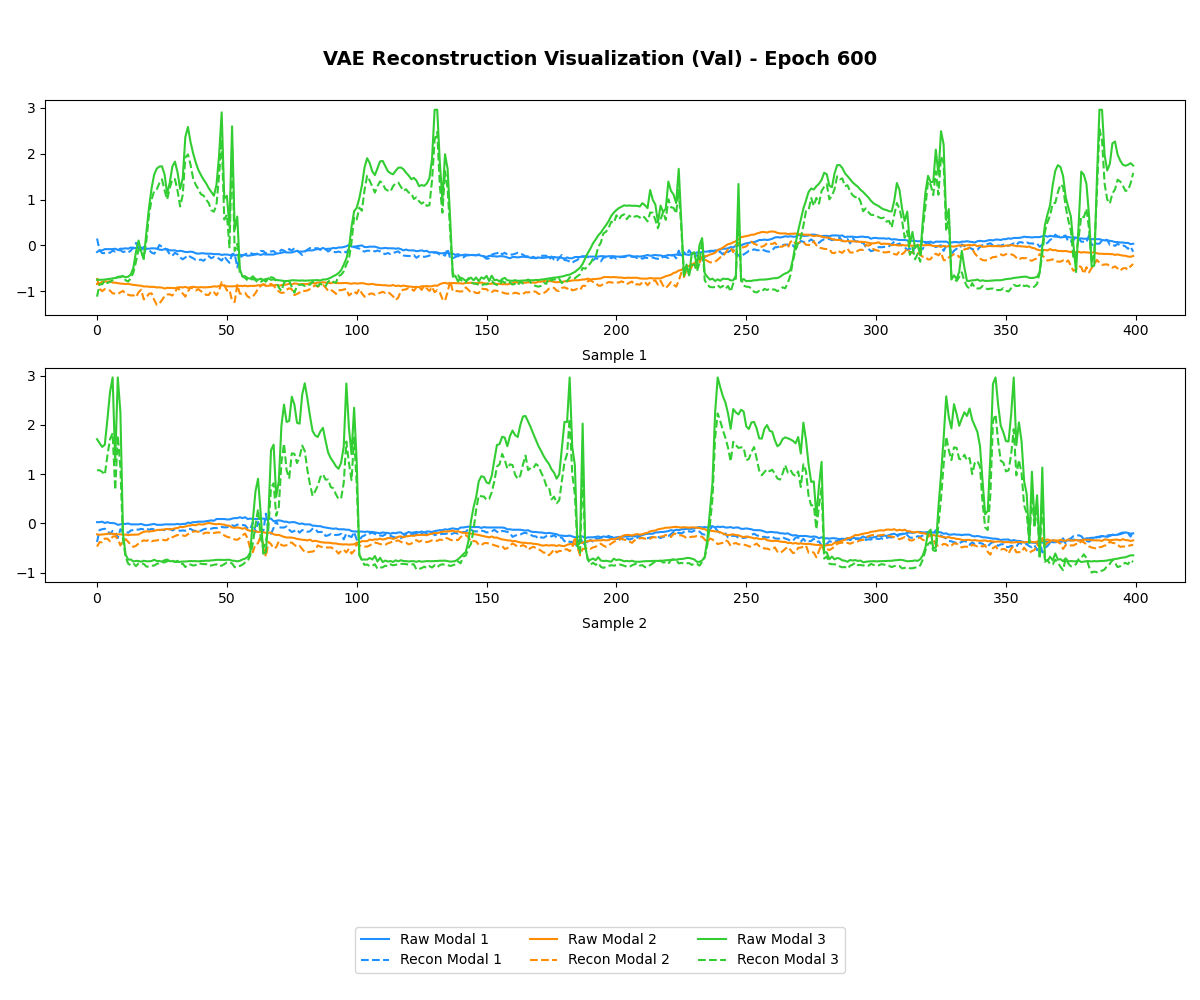 VAE Reconstruction Visualization (Val) - Epoch 600
3
2
1
0
−1
0 50 100 150 200 250 300 350 400
Sample 1
3
2
1
0
−1
0 50 100 150 200 250 300 350 400
Sample 2
Raw Modal 1 Raw Modal 2 Raw Modal 3
Recon Modal 1 Recon Modal 2 Recon Modal 3